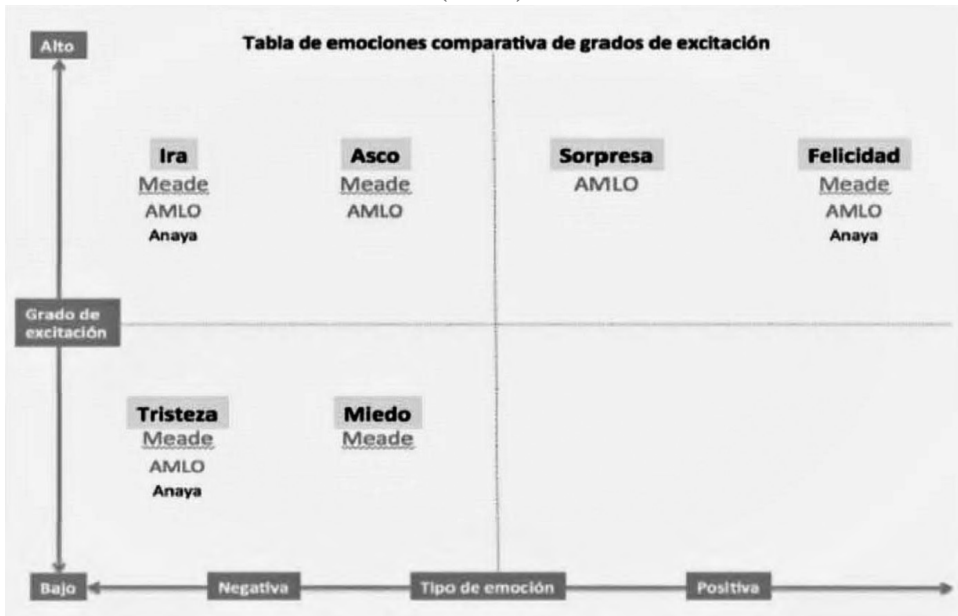 Alto
Tabla de emociones comparativa de grados de excitación
Ira
Meade
AMLO
Anaya
Asco
Meade
AMLO
Sorpresa
AMLO
Felicidad
Meade
AMLO
Anaya
Grado de
excitación
Tristeza
Meade
AMLO
Anaya
Miedo
Meade
Bajo
Negativa
Tipo de emoción
Positiva